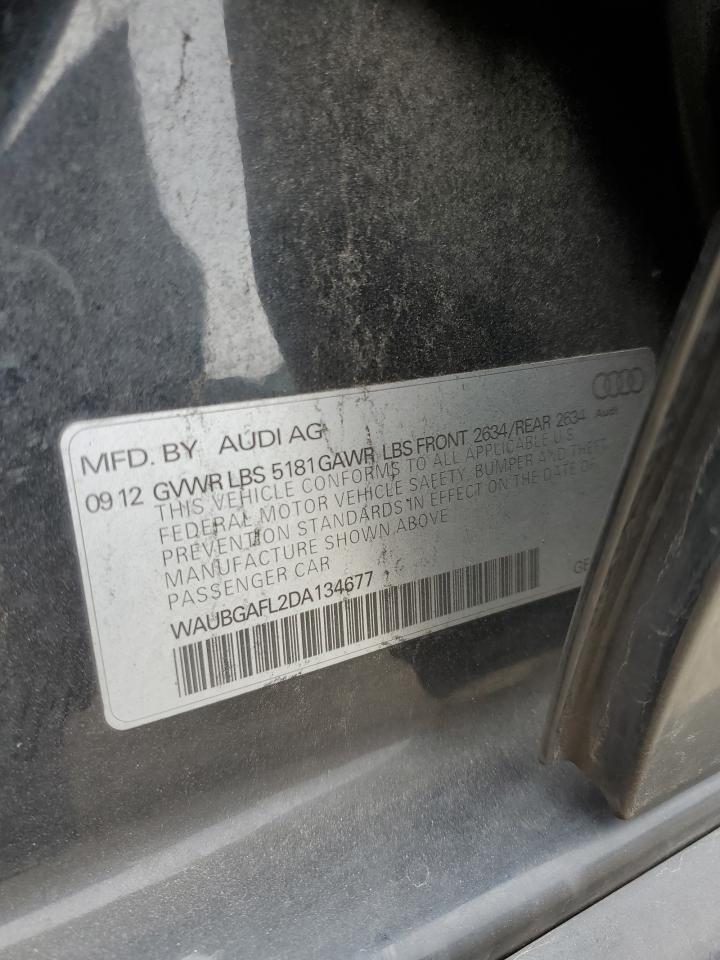 MFD. BY AUDI AG
Audi
09 12 GVWR LBS 5181 GAWR LBS FRONT 2634/REAR 2634
THIS VEHICLE CONFORMS TO ALL APPLICABLE U.S.
FEDERAL MOTOR VEHICLE SAFETY, BUMPER AND THEFT
PREVENTION STANDARDS IN EFFECT ON THE DATE OF
MANUFACTURE SHOWN ABOVE
PASSENGER CAR
WAUBGAFL2DA134677